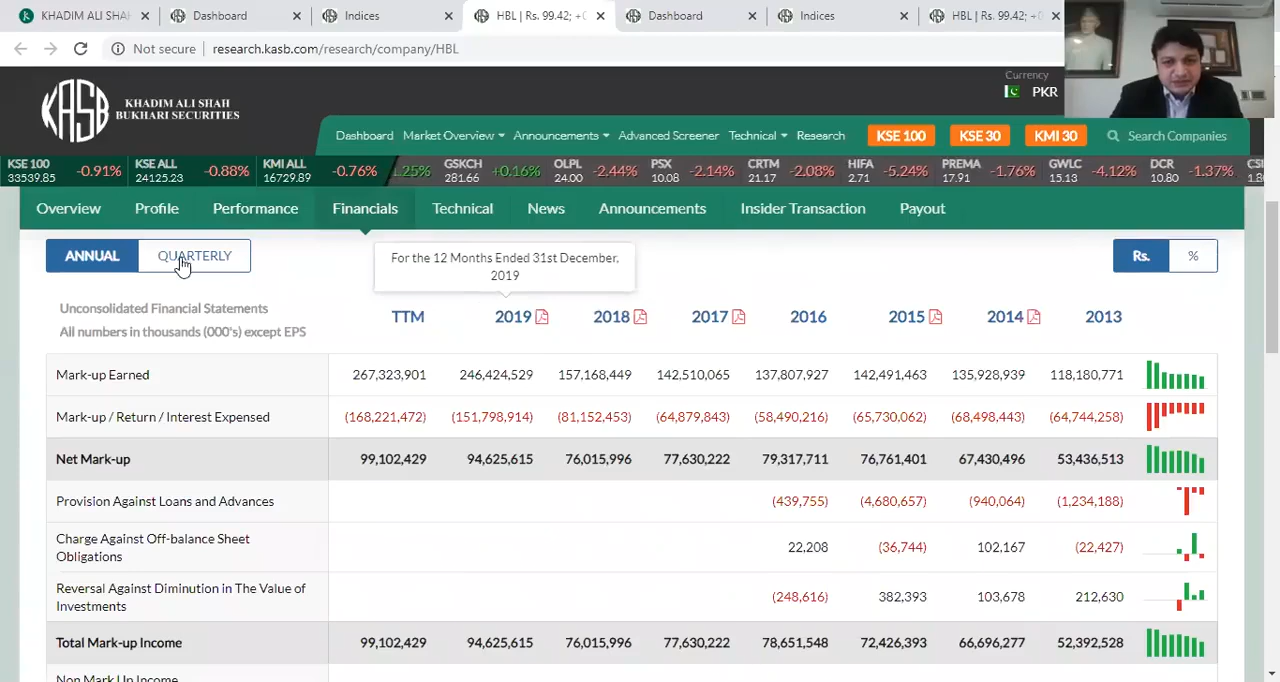 KHADIM ALI SHAH
Dashboard
Indices
HBL | Rs. 99.42; +0
Dashboard
Indices
HBL | Rs. 99.42; +0
Not secure
research.kasb.com/research/company/HBL
KASB
KHADIM ALI SHAH
BUKHARI SECURITIES
Currency
PKR
Dashboard Market Overview Announcements Advanced Screener Technical Research KSE 100 KSE 30 KMI 30 Search Companies
KSE 100 33539.85 -0.91%
KSE ALL 24125.23 -0.88%
KMI ALL 16729.89 -0.76%
.25%
GSKCH 281.66 +0.16%
OLPL 24.00 -2.44%
PSX 10.08 -2.14%
CRTM 21.17 -2.08%
HIFA 2.71 -5.24%
PREMA 17.91 -1.76%
GWLC 15.13 -4.12%
DCR 10.80 -1.37%
Overview Profile Performance Financials Technical News Announcements Insider Transaction Payout
ANNUAL QUARTERLY
For the 12 Months Ended 31st December,
2019
Rs. %
Unconsolidated Financial Statements
All numbers in thousands (000's) except EPS
TTM 2019 2018 2017 2016 2015 2014 2013
Mark-up Earned 267,323,901 246,424,529 157,168,449 142,510,065 137,807,927 142,491,463 135,928,939 118,180,771
Mark-up / Return / Interest Expensed (168,221,472) (151,798,914) (81,152,453) (64,879,843) (58,490,216) (65,730,062) (68,498,443) (64,744,258)
Net Mark-up 99,102,429 94,625,615 76,015,996 77,630,222 79,317,711 76,761,401 67,430,496 53,436,513
Provision Against Loans and Advances (439,755) (4,680,657) (940,064) (1,234,188)
Charge Against Off-balance Sheet
Obligations 22,208 (36,744) 102,167 (22,427)
Reversal Against Diminution in The Value of
Investments (248,616) 382,393 103,678 212,630
Total Mark-up Income 99,102,429 94,625,615 76,015,996 77,630,222 78,651,548 72,426,393 66,696,277 52,392,528
Non Mark Up Income